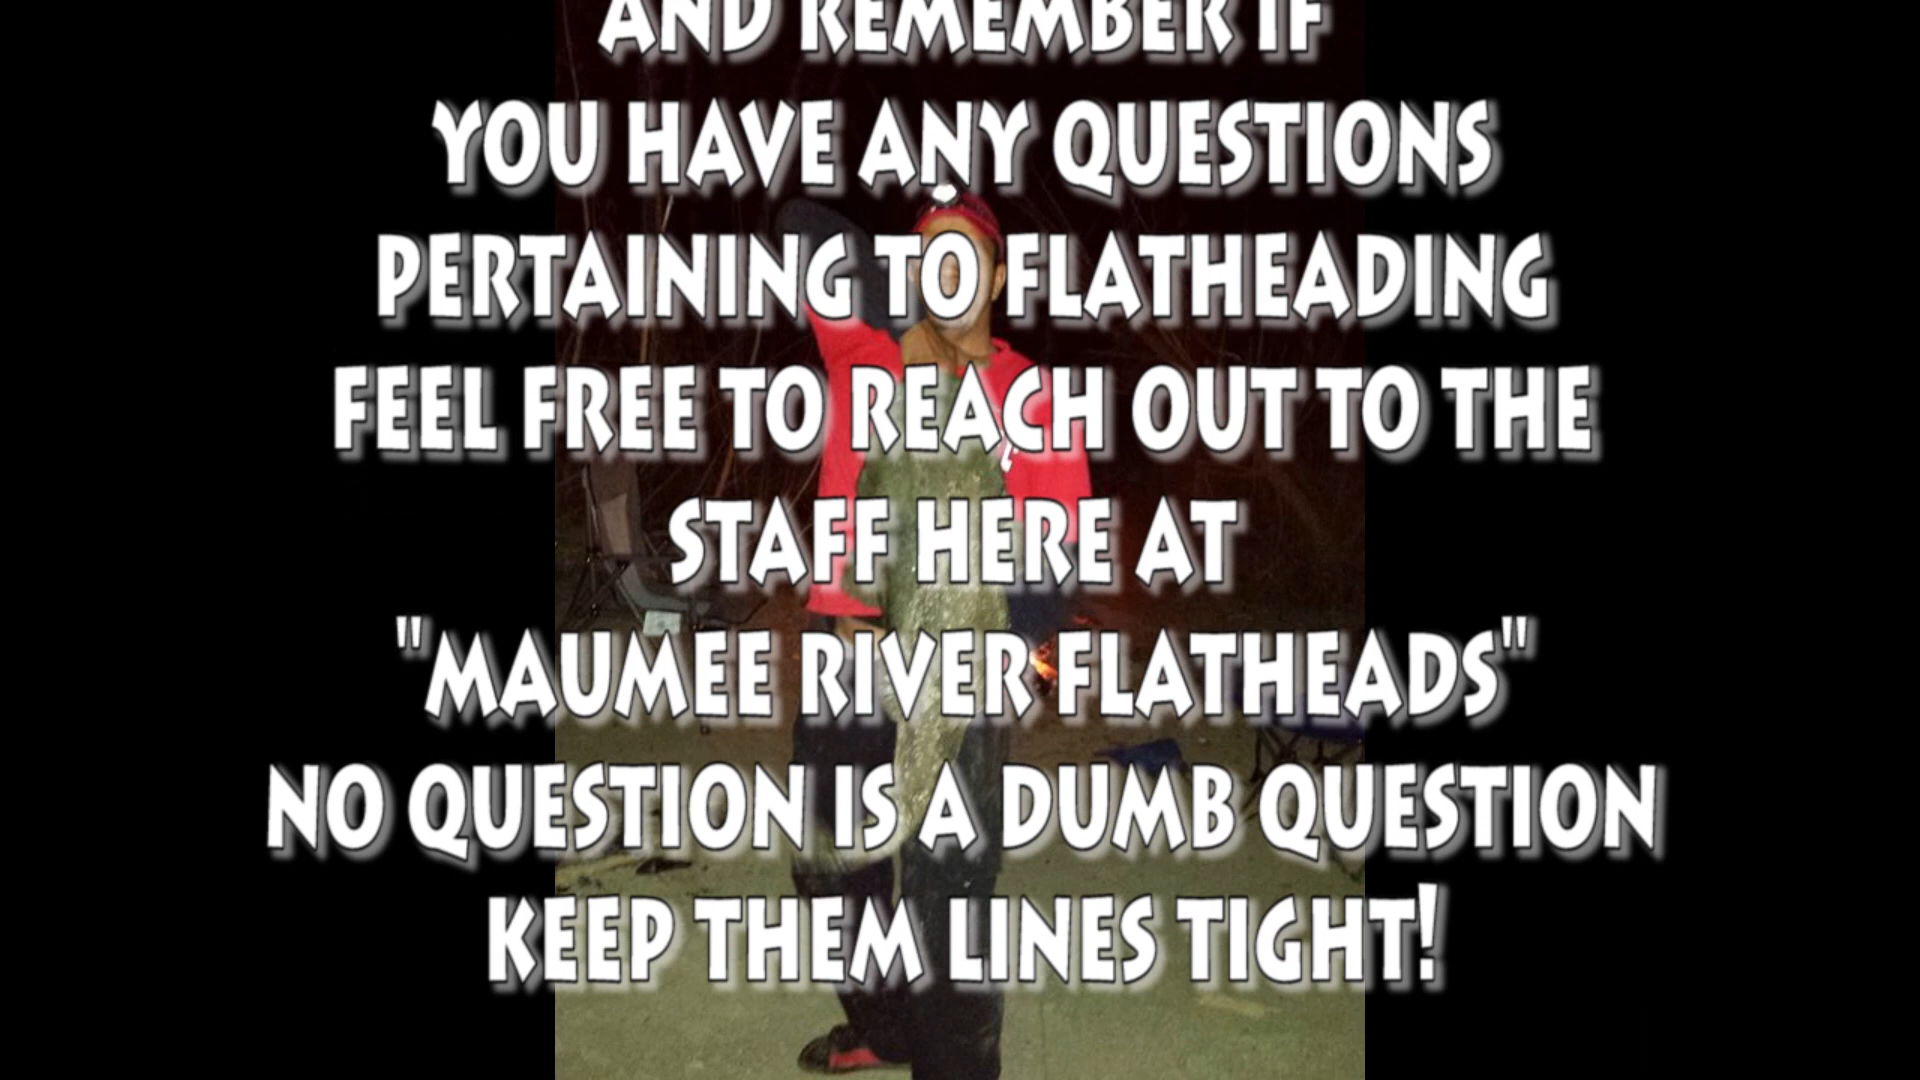 AND REMEMBER IF
YOU HAVE ANY QUESTIONS
PERTAINING TO FLATHEADING
FEEL FREE TO REACH OUT TO THE
STAFF HERE AT
"MAUMEE RIVER FLATHEADS"
NO QUESTION IS A DUMB QUESTION
KEEP THEM LINES TIGHT!